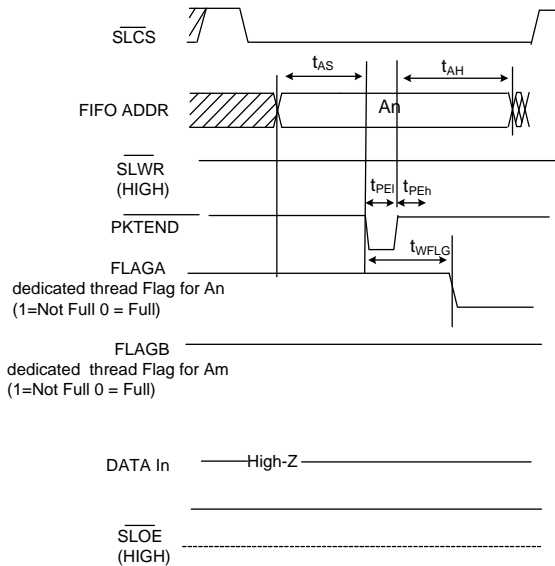 SLCS
tAS
tAH
FIFO ADDR
An
SLWR
(HIGH)
tPEI
tPEh
PKTEND
tWFLG
FLAGA
dedicated thread Flag for An
(1=Not Full 0 = Full)
FLAGB
dedicated thread Flag for Am
(1=Not Full 0 = Full)
DATA In
High-Z
SLOE
(HIGH)